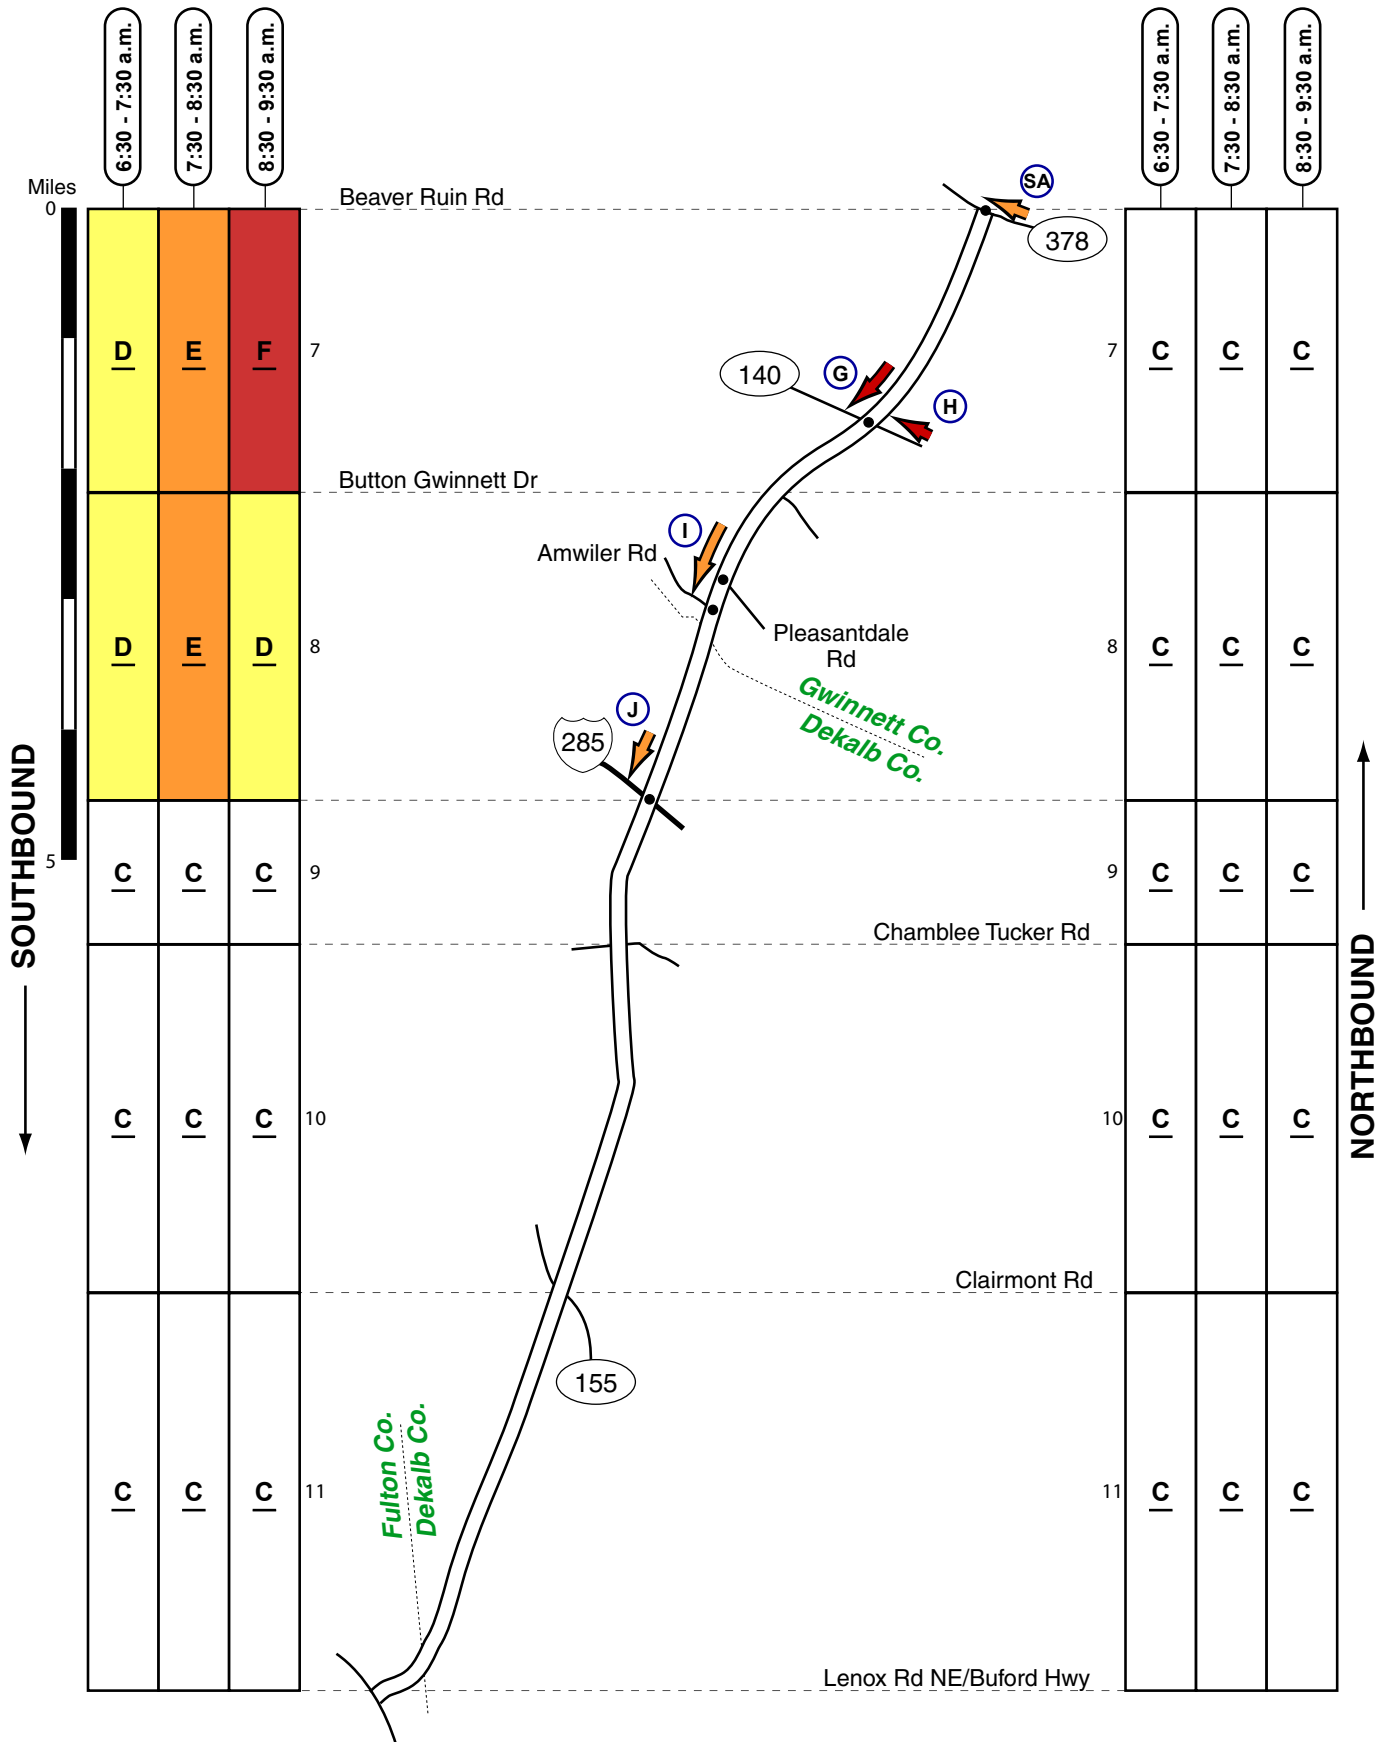 6:30 - 7:30 a.m.
7:30 - 8:30 a.m.
8:30 - 9:30 a.m.
6:30 - 7:30 a.m.
7:30 - 8:30 a.m.
8:30 - 9:30 a.m.
Miles
0
Beaver Ruin Rd
SA
378
D E F 7
140
G
H
7 C C C
Button Gwinnett Dr
I
Amwiler Rd
D E D 8
Pleasantdale
Rd
8 C C C
Gwinnett Co.
Dekalb Co.
J
285
SOUTHBOUND
5
C C C 9
9 C C C
Chamble Tucker Rd
NORTHBOUND
C C C 10
10 C C C
Clairmont Rd
155
Fulton Co.
Dekalb Co.
C C C 11
11 C C C
Lenox Rd NE/Buford Hwy